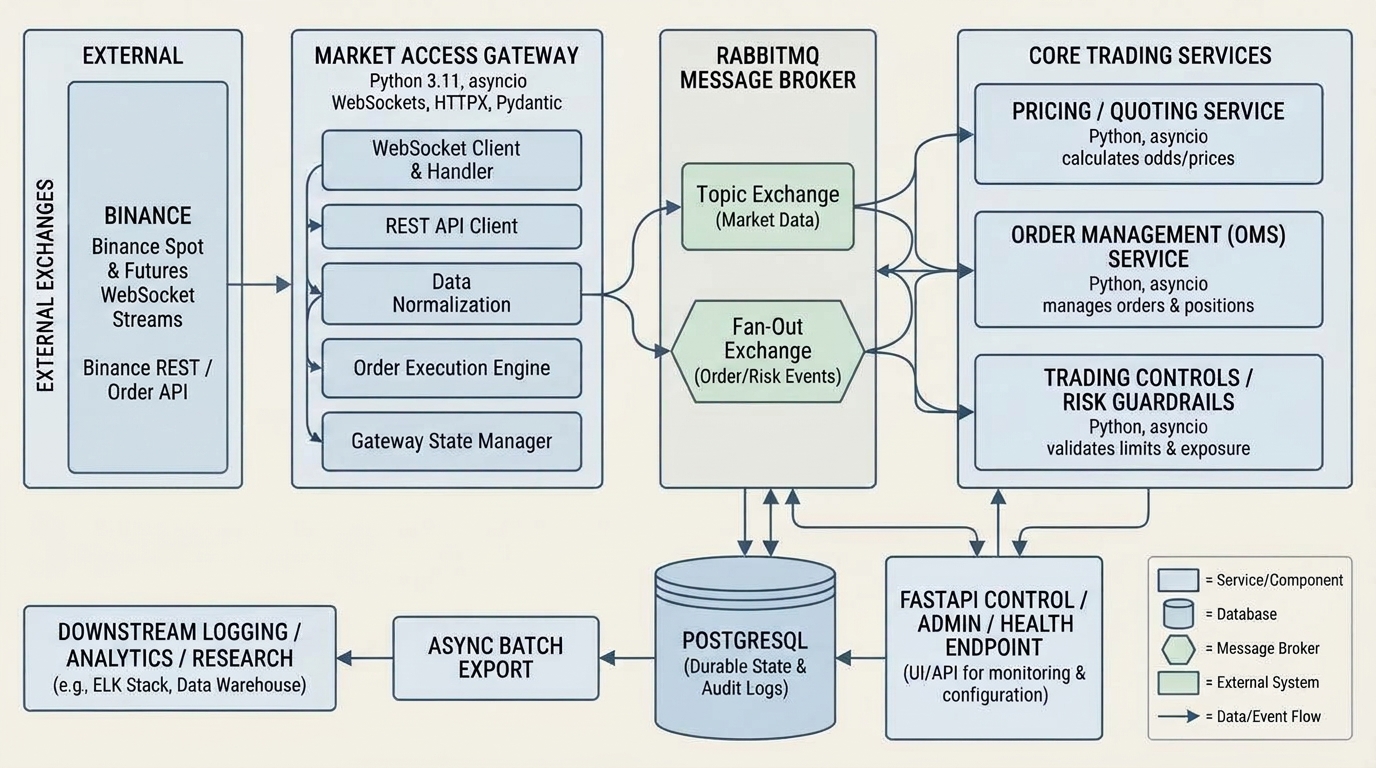 EXTERNAL
EXTERNAL EXCHANGES
BINANCE
Binance Spot
& Futures
WebSocket
Streams
Binance REST /
Order API
MARKET ACCESS GATEWAY
Python 3.11, asyncio
WebSockets, HTTPX, Pydantic
WebSocket Client
& Handler
REST API Client
Data
Normalization
Order Execution Engine
Gateway State Manager
RABBITMQ
MESSAGE BROKER
Topic Exchange
(Market Data)
Fan-Out
Exchange
(Order/Risk Events)
CORE TRADING SERVICES
PRICING / QUOTING SERVICE
Python, asyncio
calculates odds/prices
ORDER MANAGEMENT (OMS)
SERVICE
Python, asyncio
manages orders & positions
TRADING CONTROLS /
RISK GUARDRAILS
Python, asyncio
validates limits & exposure
DOWNSTREAM LOGGING /
ANALYTICS / RESEARCH
(e.g., ELK Stack, Data Warehouse)
ASYNC BATCH
EXPORT
POSTGRESQL
(Durable State &
Audit Logs)
FASTAPI CONTROL /
ADMIN / HEALTH
ENDPOINT
(UI/API for monitoring &
configuration)
= Service/Component
= Database
= Message Broker
= External System
= Data/Event Flow